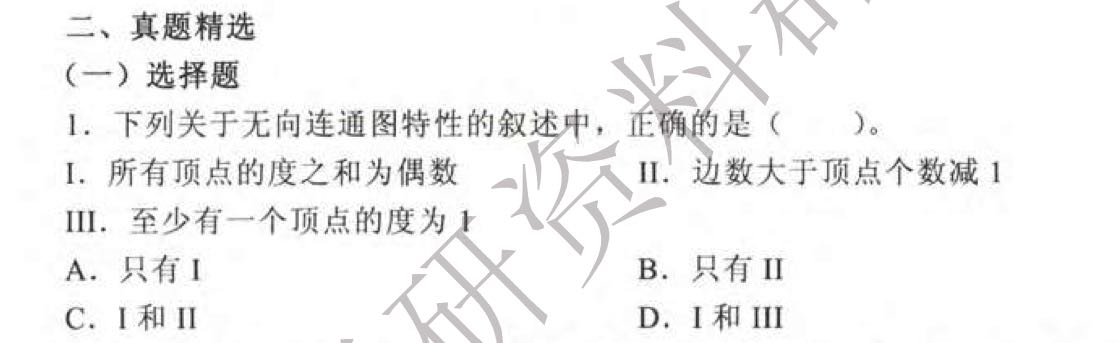 二、真题精选
（一）选择题
1．下列关于无向连通图特性的叙述中，正确的是（　　）。
I．所有顶点的度之和为偶数　　II．边数大于顶点个数减 1
III．至少有一个顶点的度为 1
A．只有 I　　B．只有 II
C．I 和 II　　D．I 和 III
研资料